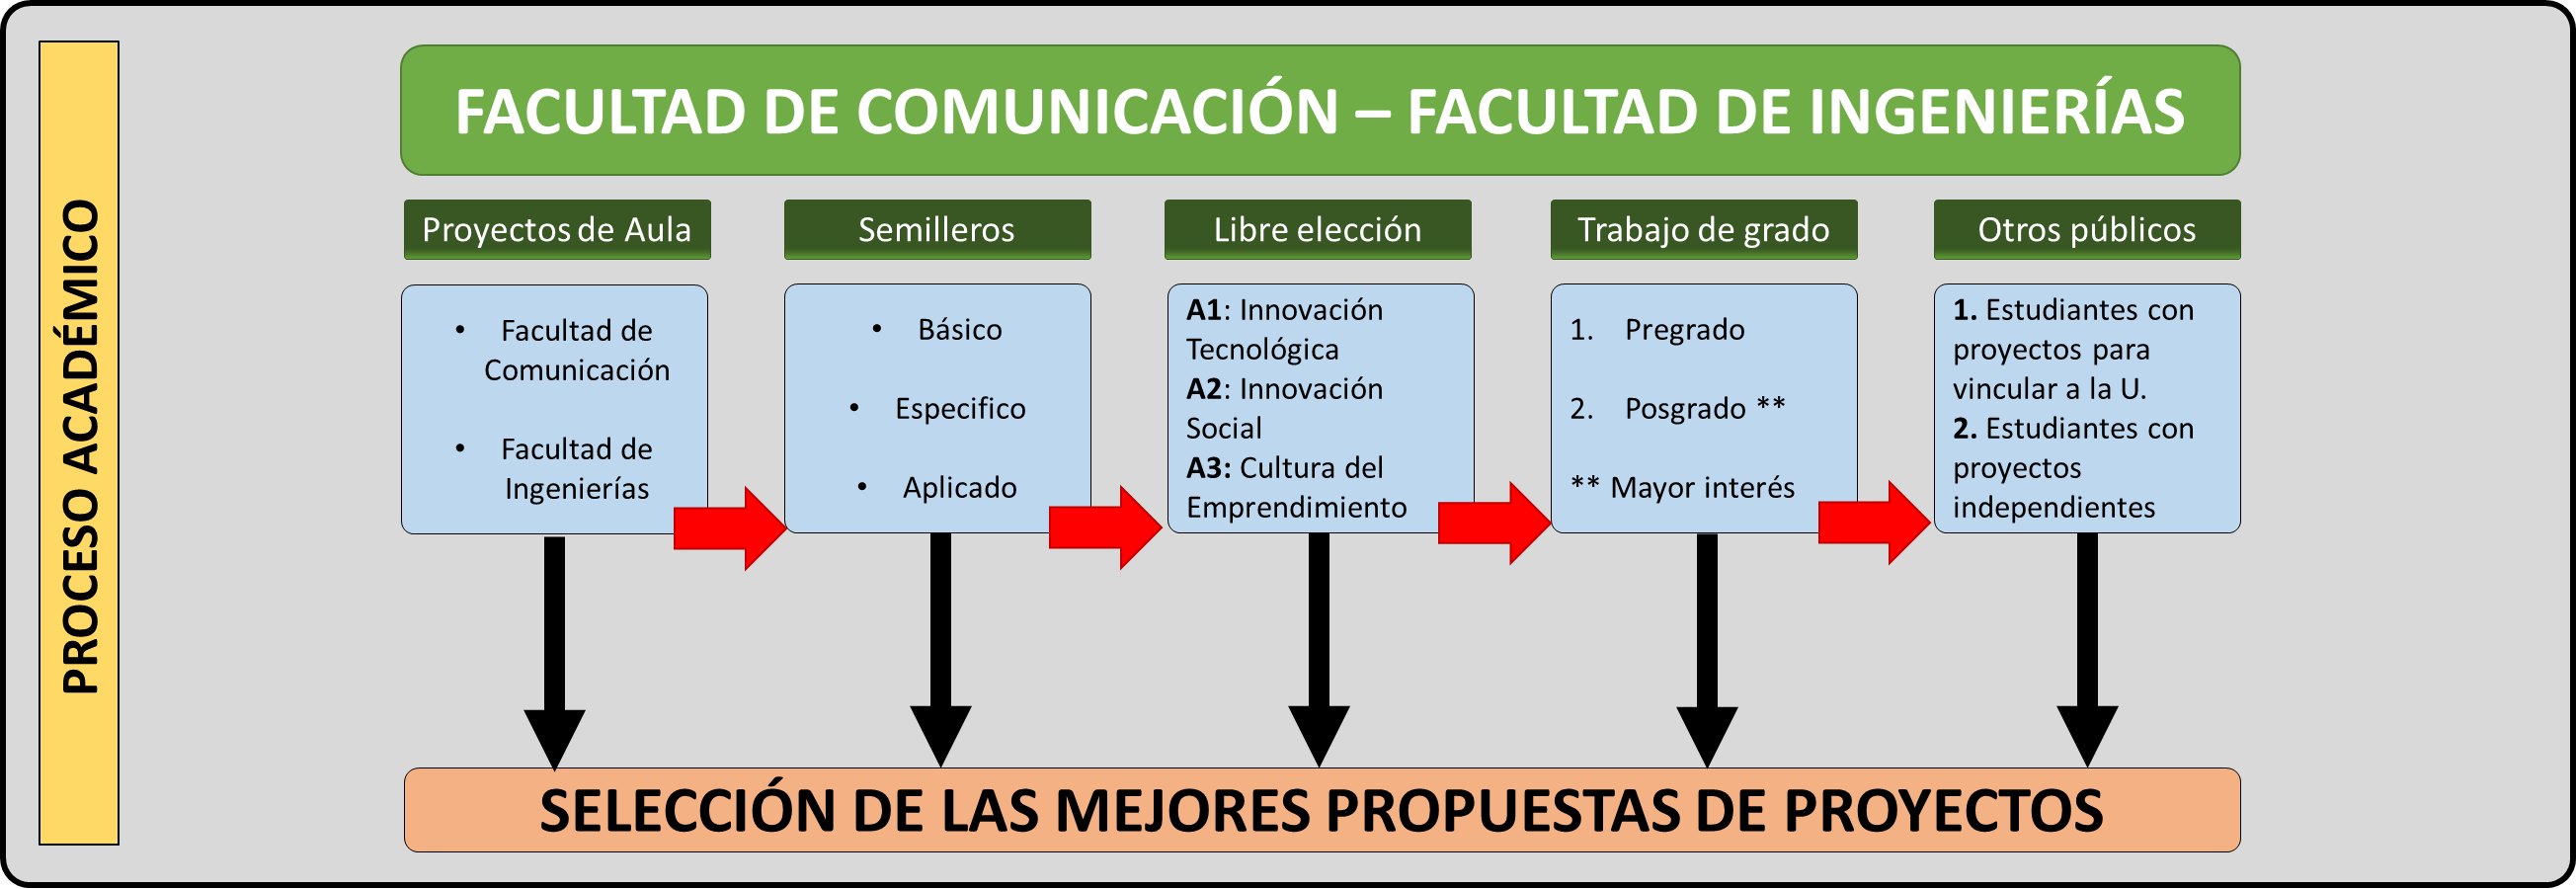 PROCESO ACADÉMICO
FACULTAD DE COMUNICACIÓN – FACULTAD DE INGENIERÍAS
Proyectos de Aula
• Facultad de
Comunicación
• Facultad de
Ingenierías
Semilleros
• Básico
• Especifico
• Aplicado
Libre elección
A1: Innovación
Tecnológica
A2: Innovación
Social
A3: Cultura del
Emprendimiento
Trabajo de grado
1. Pregrado
2. Posgrado **
** Mayor interés
Otros públicos
1. Estudiantes con
proyectos para
vincular a la U.
2. Estudiantes con
proyectos
independientes
SELECCIÓN DE LAS MEJORES PROPUESTAS DE PROYECTOS